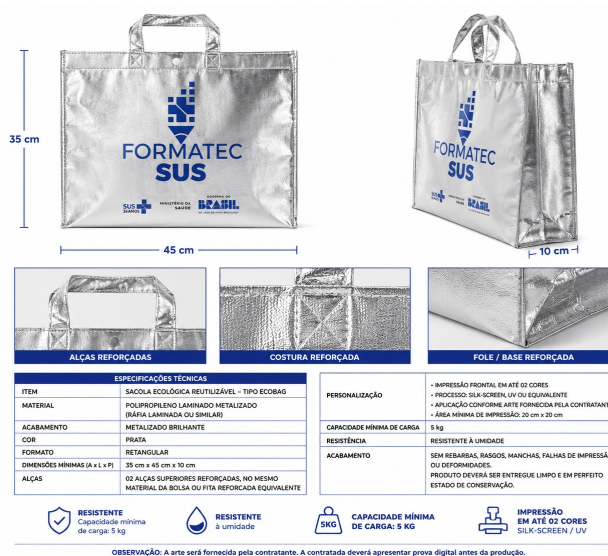 35 cm
FORMATEC
SUS
SUS
MINISTÉRIO DA
SAÚDE
GOVERNO DO
BRASIL
FORMATEC
SUS
SUS
BRASIL
45 cm
10 cm
ALÇAS REFORÇADAS
COSTURA REFORÇADA
FOLE / BASE REFORÇADA
ESPECIFICAÇÕES TÉCNICAS
ITEM SACOLA ECOLÓGICA REUTILIZÁVEL – TIPO ECOBAG
MATERIAL POLIPROPILENO LAMINADO METALIZADO
(RÁFIA LAMINADA OU SIMILAR)
ACABAMENTO METALIZADO BRILHANTE
COR PRATA
FORMATO RETANGULAR
DIMENSÕES MÍNIMAS (A x L x P) 35 cm x 45 cm x 10 cm
ALÇAS 02 ALÇAS SUPERIORES REFORÇADAS, NO MESMO
MATERIAL DA BOLSA OU FITA REFORCADA EQUIVALENTE
PERSONALIZAÇÃO
• IMPRESSÃO FRONTAL EM ATÉ 02 CORES
• PROCESSO: SILK-SCREEN, UV OU EQUIVALENTE
• APLICAÇÃO CONFORME ARTE FORNECIDA PELA CONTRATANT
• ÁREA MÍNIMA DE IMPRESSÃO: 20 cm x 20 cm
CAPACIDADE MÍNIMA DE CARGA 5 kg
RESISTÊNCIA RESISTENTE À UMIDADE
ACABAMENTO SEM REBARBAS, RASGOS, MANCHAS, FALHAS DE IMPRESSÃ
OU DEFORMIDADES.
PRODUTO DEVERÁ SER ENTREGUE LIMPO E EM PERFEITO
ESTADO DE CONSERVAÇÃO.
RESISTENTE
Capacidade mínima
de carga: 5 kg
RESISTENTE
à umidade
5KG
CAPACIDADE MÍNIMA
DE CARGA: 5 KG
IMPRESSÃO
EM ATÉ 02 CORES
SILK-SCREEN / UV
OBSERVAÇÃO: A arte será fornecida pela contratante. A contratada deverá apresentar prova digital antes da produção.